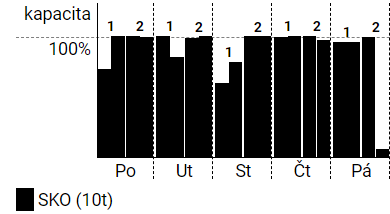 kapacita
100%
1 2 1 2 1 2 1 2 1 2
Po Ut St Čt Pá
SKO (10t)